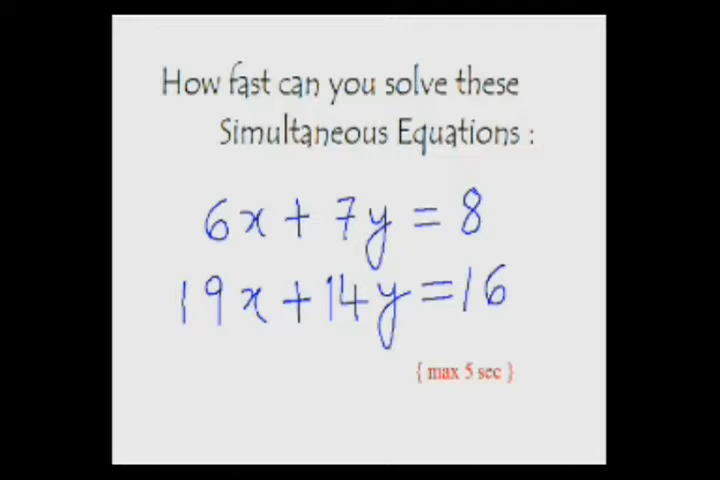 How fast can you solve these
Simultaneous Equations :
6x + 7y = 8
19x + 14y = 16
{ max 5 sec }